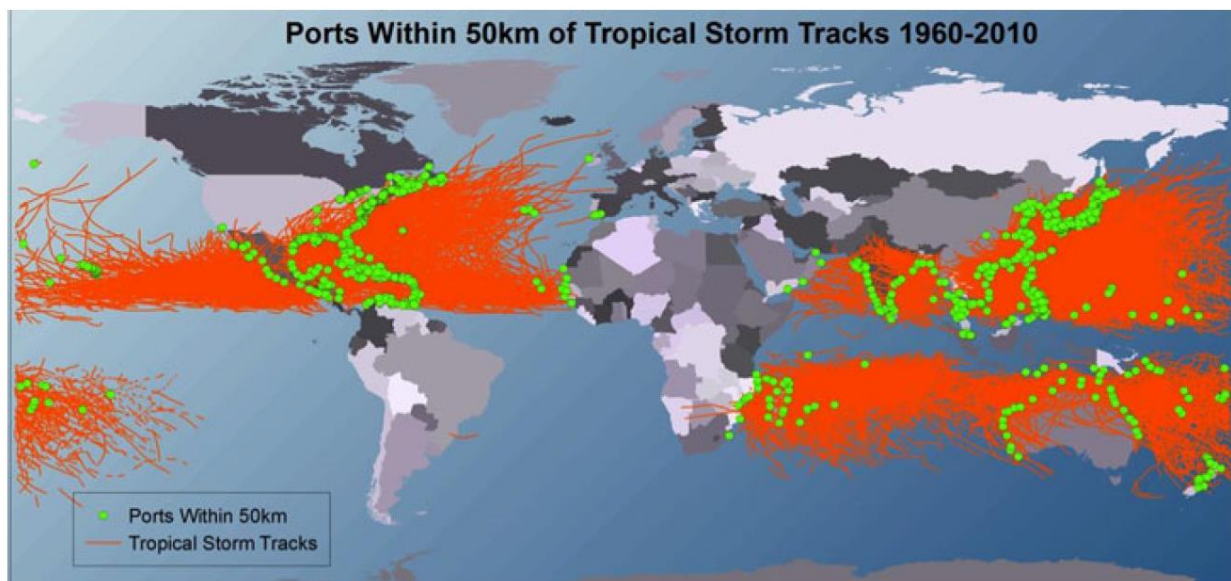 Ports Within 50km of Tropical Storm Tracks 1960-2010
Ports Within 50km
Tropical Storm Tracks